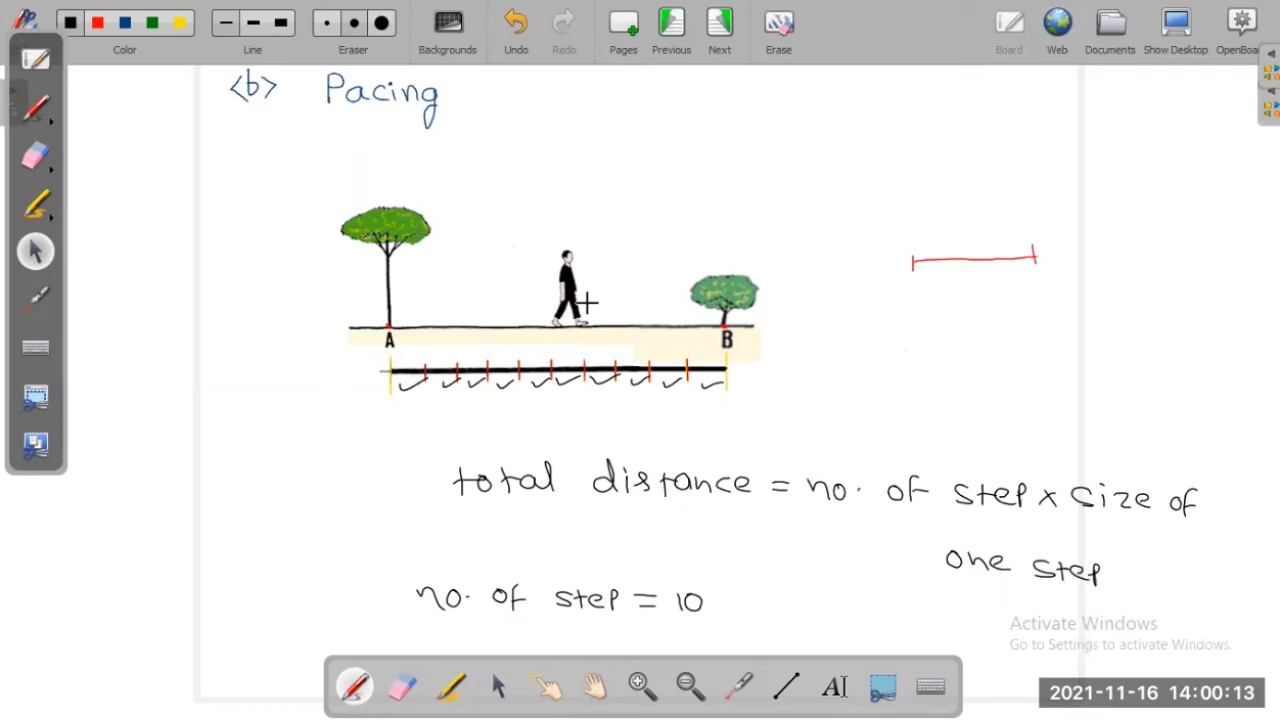 Color
Line
Eraser
Backgrounds
Undo
Redo
Pages
Previous
Next
Erase
Board
Web
Documents
Show Desktop
OpenBoa
<b> Pacing
A
B
total distance = no. of step x size of
one step
no. of step = 10
Activate Windows
Go to Settings to activate Windows.
AI
2021-11-16 14:00:13